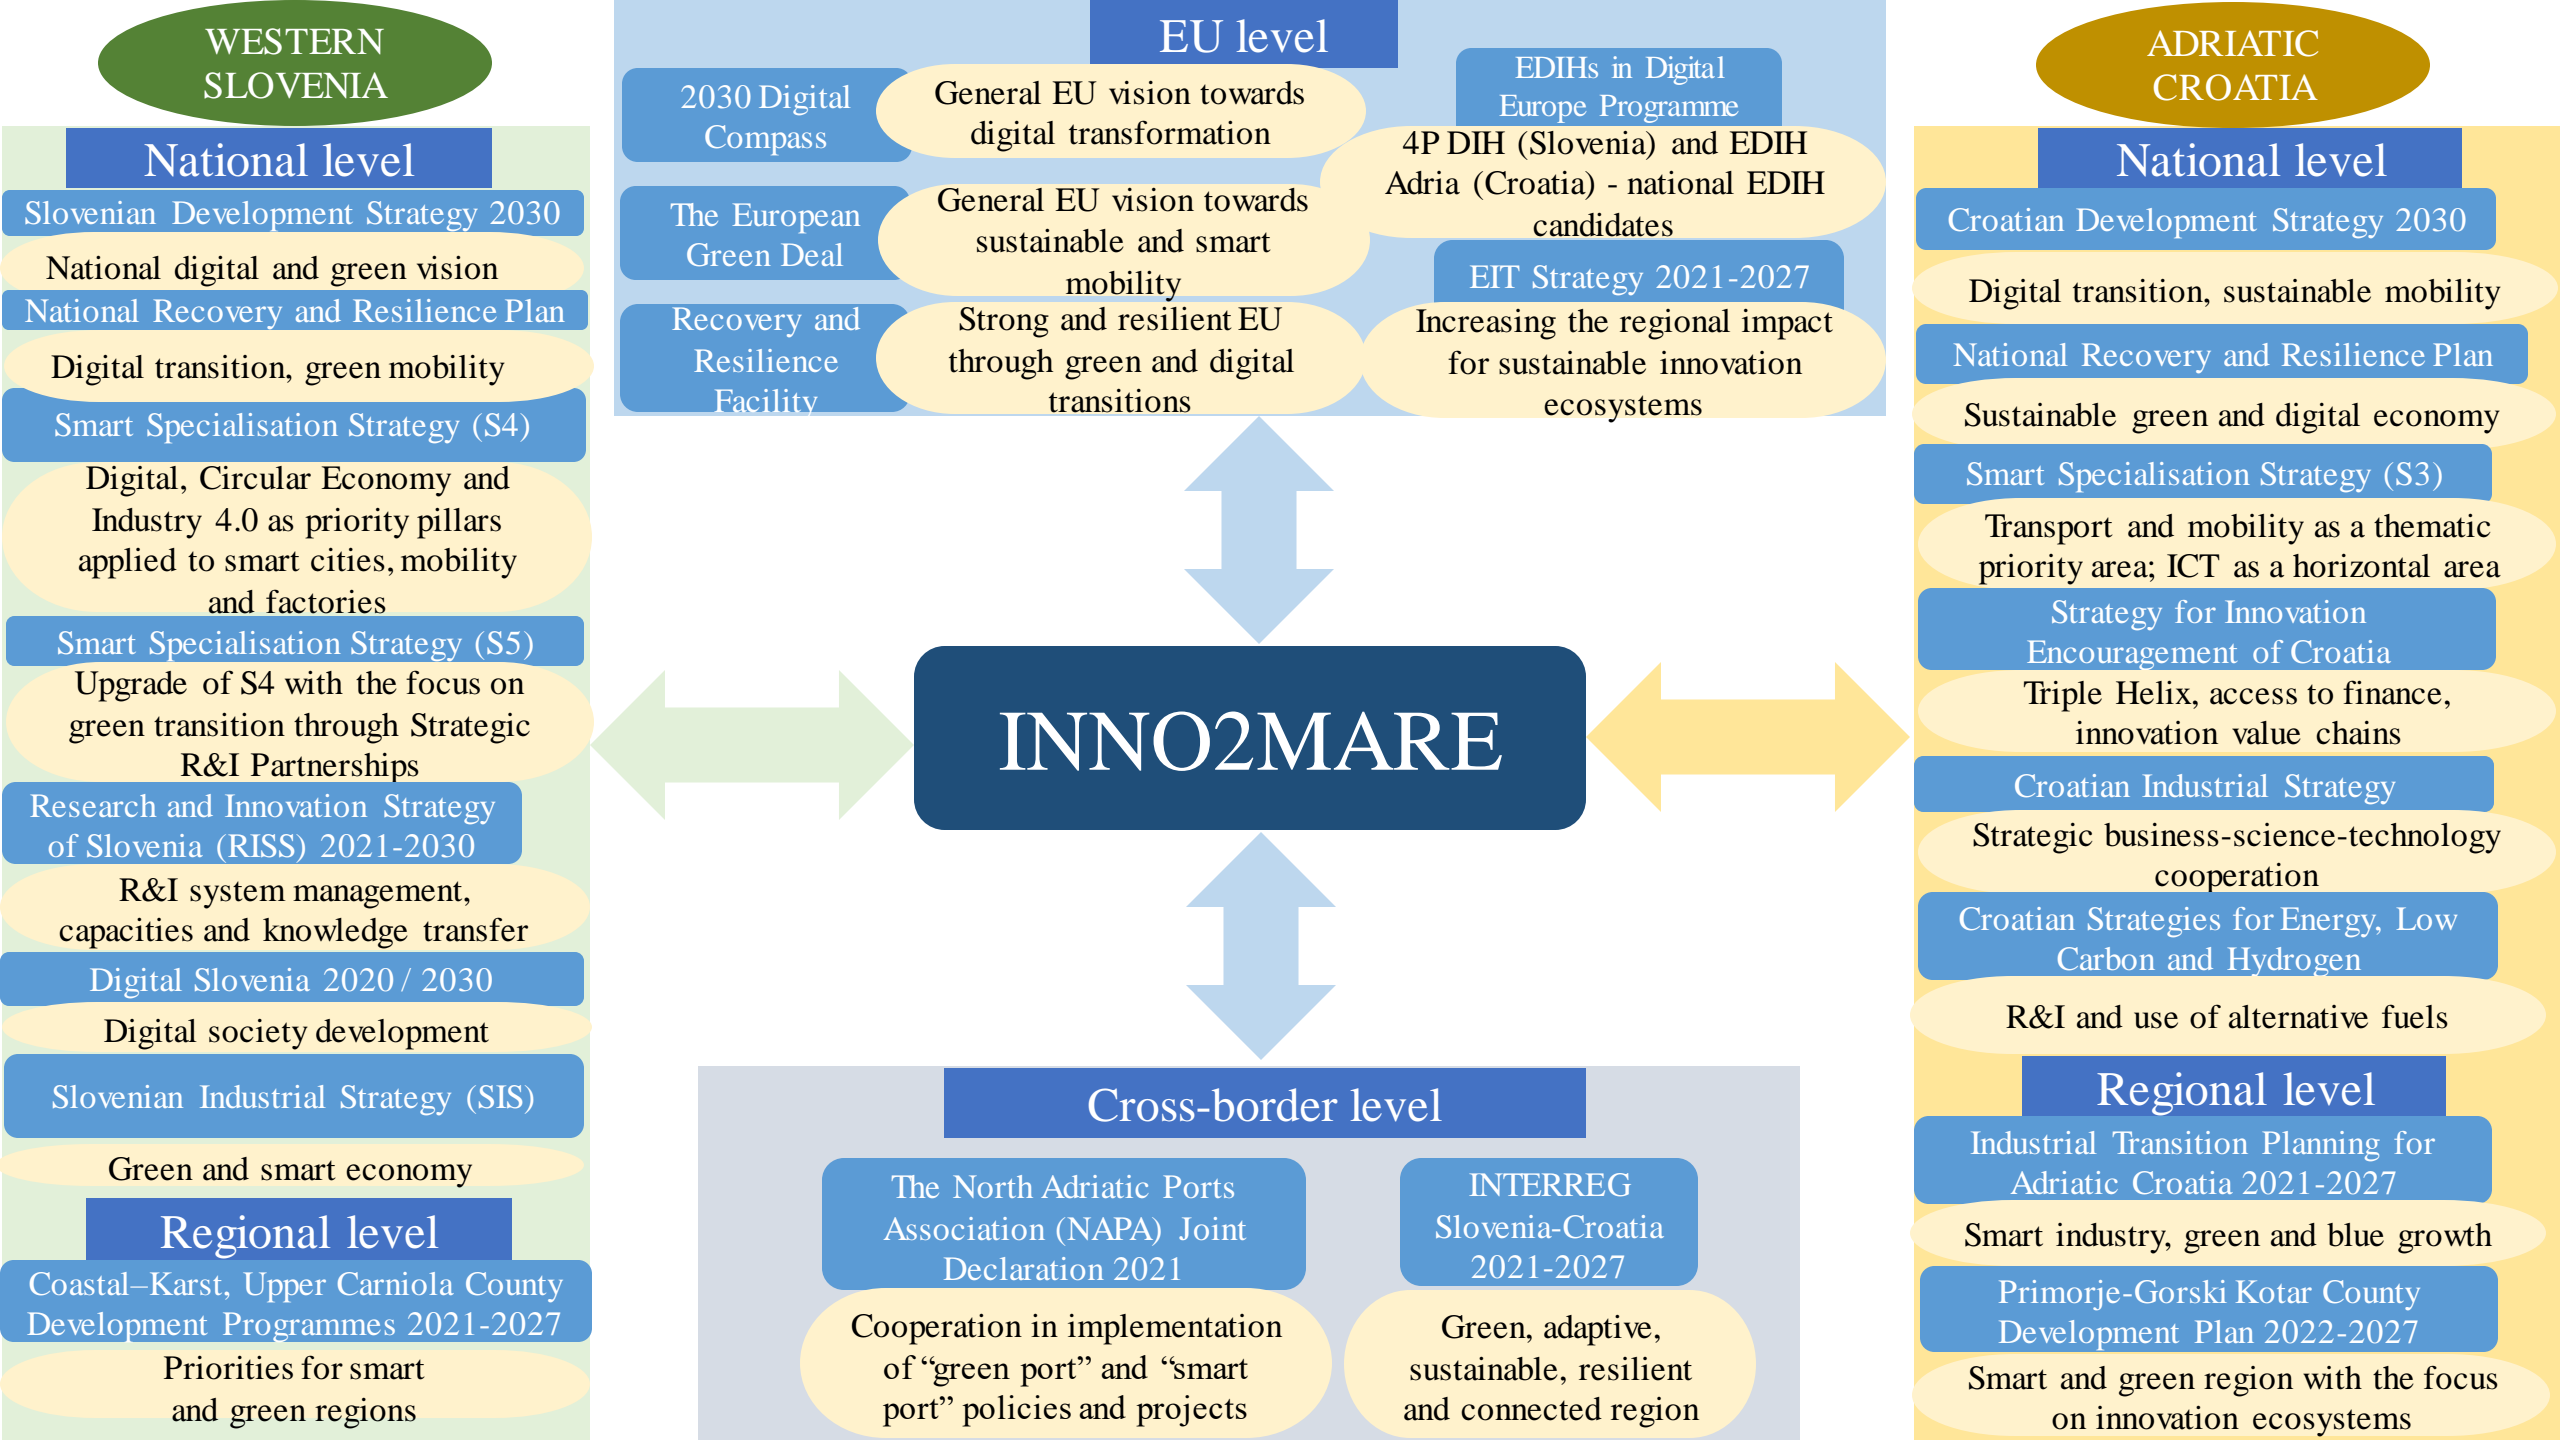 WESTERN
SLOVENIA
National level
Slovenian Development Strategy 2030
National digital and green vision
National Recovery and Resilience Plan
Digital transition, green mobility
Smart Specialisation Strategy (S4)
Digital, Circular Economy and
Industry 4.0 as priority pillars
applied to smart cities, mobility
and factories
Smart Specialisation Strategy (S5)
Upgrade of S4 with the focus on
green transition through Strategic
R&I Partnerships
Research and Innovation Strategy
of Slovenia (RISS) 2021-2030
R&I system management,
capacities and knowledge transfer
Digital Slovenia 2020 / 2030
Digital society development
Slovenian Industrial Strategy (SIS)
Green and smart economy
Regional level
Coastal–Karst, Upper Carniola County
Development Programmes 2021-2027
Priorities for smart
and green regions
EU level
2030 Digital
Compass
General EU vision towards
digital transformation
The European
Green Deal
General EU vision towards
sustainable and smart
mobility
Recovery and
Resilience
Facility
Strong and resilient EU
through green and digital
transitions
EDIHs in Digital
Europe Programme
4P DIH (Slovenia) and EDIH
Adria (Croatia) - national EDIH
candidates
EIT Strategy 2021-2027
Increasing the regional impact
for sustainable innovation
ecosystems
INNO2MARE
Cross-border level
The North Adriatic Ports
Association (NAPA) Joint
Declaration 2021
Cooperation in implementation
of “green port” and “smart
port” policies and projects
INTERREG
Slovenia-Croatia
2021-2027
Green, adaptive,
sustainable, resilient
and connected region
ADRIATIC
CROATIA
National level
Croatian Development Strategy 2030
Digital transition, sustainable mobility
National Recovery and Resilience Plan
Sustainable green and digital economy
Smart Specialisation Strategy (S3)
Transport and mobility as a thematic
priority area; ICT as a horizontal area
Strategy for Innovation
Encouragement of Croatia
Triple Helix, access to finance,
innovation value chains
Croatian Industrial Strategy
Strategic business-science-technology
cooperation
Croatian Strategies for Energy, Low
Carbon and Hydrogen
R&I and use of alternative fuels
Regional level
Industrial Transition Planning for
Adriatic Croatia 2021-2027
Smart industry, green and blue growth
Primorje-Gorski Kotar County
Development Plan 2022-2027
Smart and green region with the focus
on innovation ecosystems